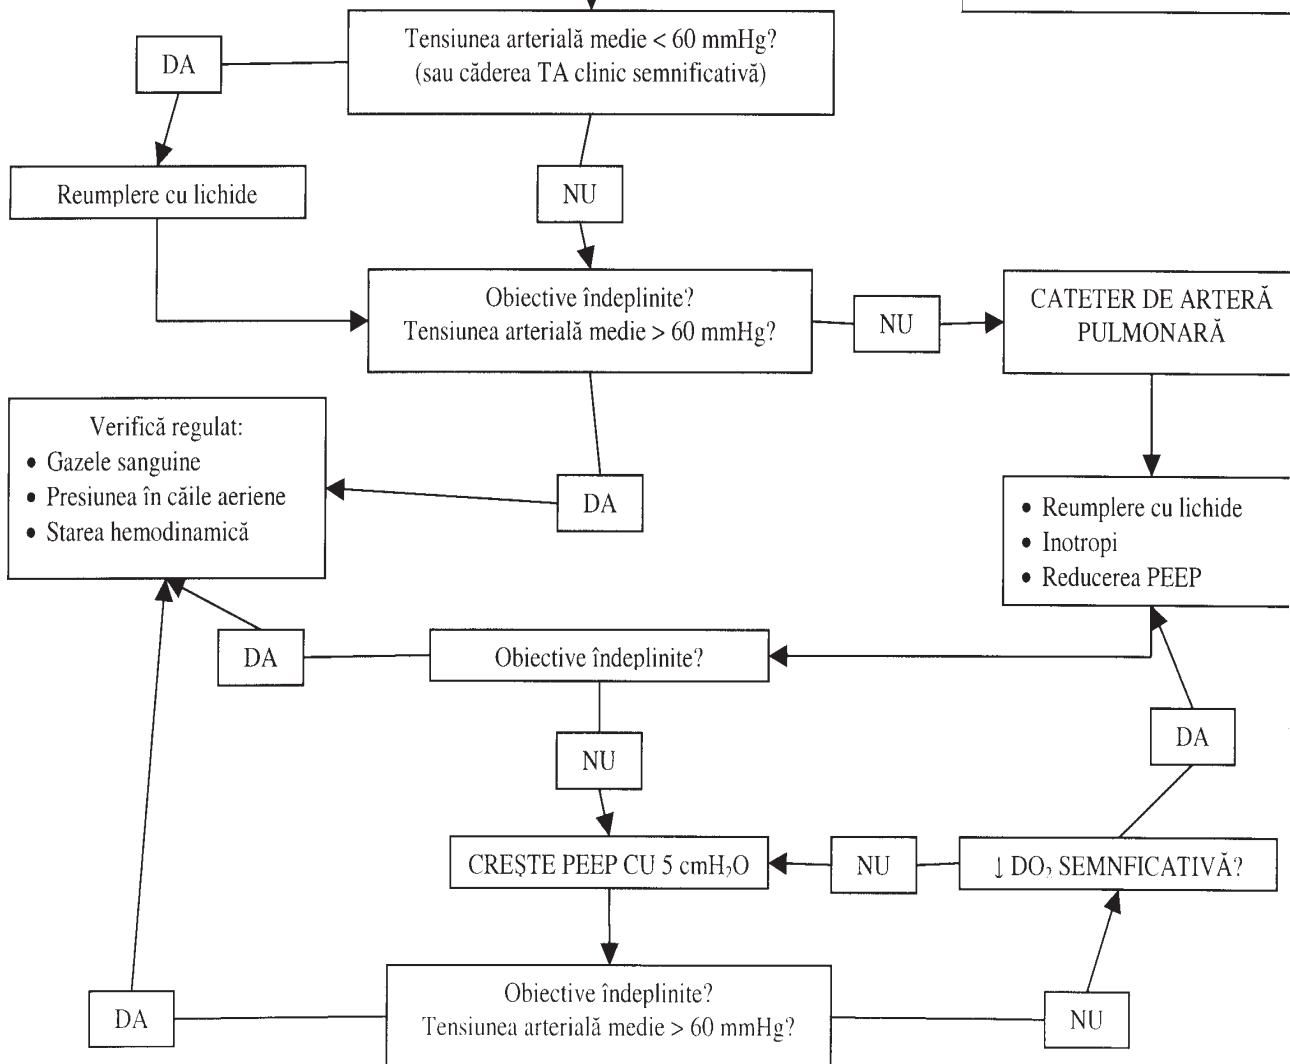 Tensiunea arterială medie < 60 mmHg?
(sau căderea TA clinic semnificativă)
DA
Reumplere cu lichide
NU
Obiective îndeplinite?
Tensiunea arterială medie > 60 mmHg?
NU
CATETER DE ARTERĂ
PULMONARĂ
Verifică regulat:
• Gazele sanguine
• Presiunea în căile aeriene
• Starea hemodinamică
DA
• Reumplere cu lichide
• Inotropi
• Reducerea PEEP
DA
Obiective îndeplinite?
DA
NU
CREȘTE PEEP CU 5 cmH₂O
NU
↓ DO₂ SEMNFICATIVĂ?
DA
Obiective îndeplinite?
Tensiunea arterială medie > 60 mmHg?
NU